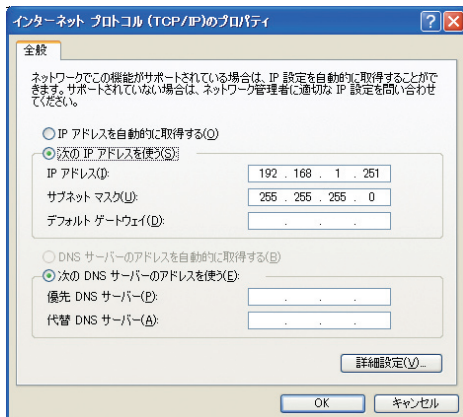 インターネット プロトコル (TCP/IP)のプロパティ
全般
ネットワークでこの機能がサポートされている場合は、IP 設定を自動的に取得することがで
きます。サポートされていない場合は、ネットワーク管理者に適切な IP 設定を問い合わせ
てください。
IP アドレスを自動的に取得する(O)
次の IP アドレスを使う(S):
IP アドレス(I): 192 . 168 . 1 . 251
サブネット マスク(U): 255 . 255 . 255 . 0
デフォルト ゲートウェイ(D): . . .
DNS サーバーのアドレスを自動的に取得する(B)
次の DNS サーバーのアドレスを使う(E):
優先 DNS サーバー(P): . . .
代替 DNS サーバー(A): . . .
詳細設定(V)...
OK キャンセル